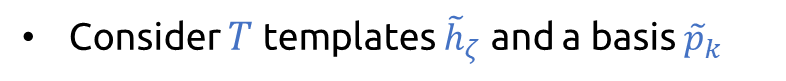 • Consider T templates h̃_ζ and a basis p̃_k